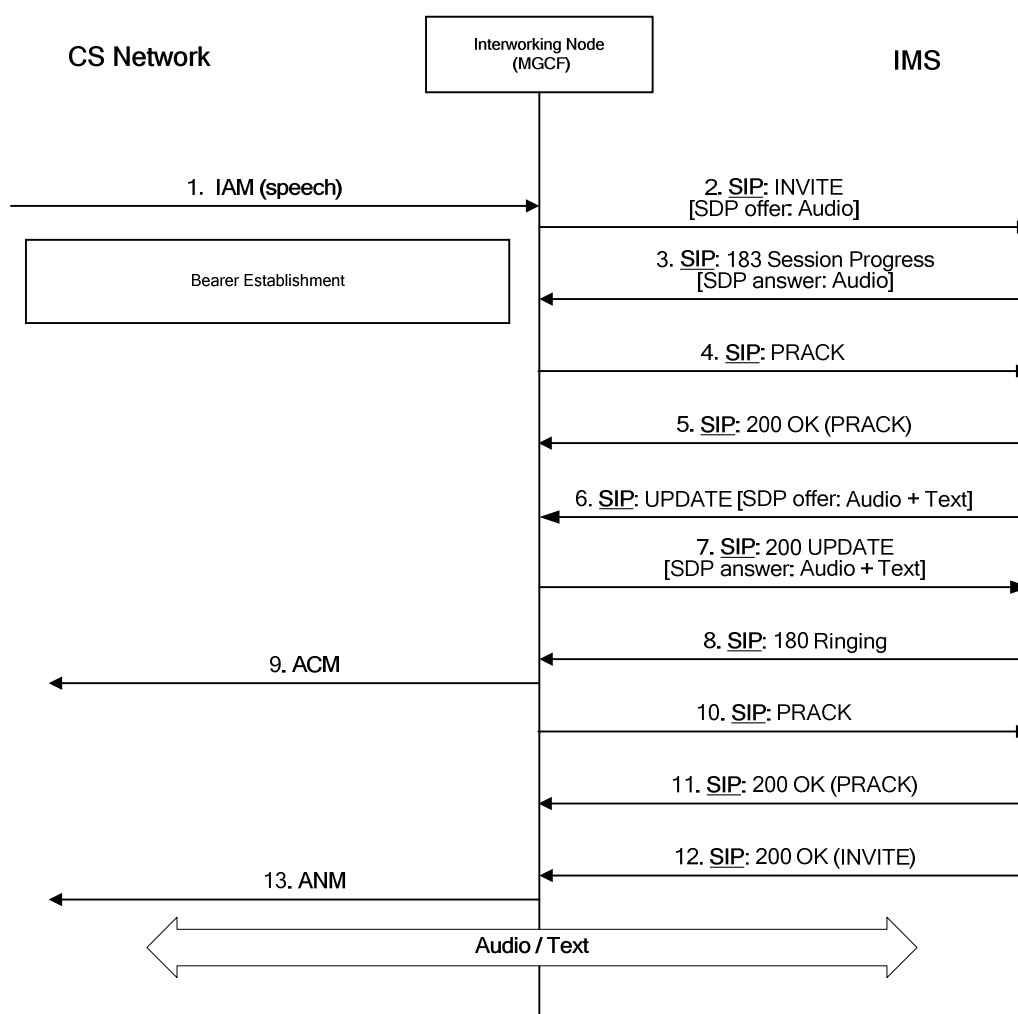 CS Network
Interworking Node
(MGCF)
IMS
1. IAM (speech)
2. SIP: INVITE
[SDP offer: Audio]
Bearer Establishment
3. SIP: 183 Session Progress
[SDP answer: Audio]
4. SIP: PRACK
5. SIP: 200 OK (PRACK)
6. SIP: UPDATE [SDP offer: Audio + Text]
7. SIP: 200 UPDATE
[SDP answer: Audio + Text]
8. SIP: 180 Ringing
9. ACM
10. SIP: PRACK
11. SIP: 200 OK (PRACK)
12. SIP: 200 OK (INVITE)
13. ANM
Audio / Text